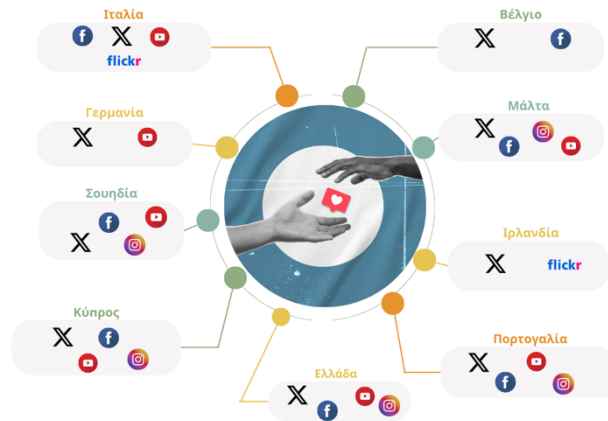 Ιταλία
flickr
Γερμανία
Σουηδία
Κύπρος
Ελλάδα
Βέλγιο
Μάλτα
Ιρλανδία
flickr
Πορτογαλία